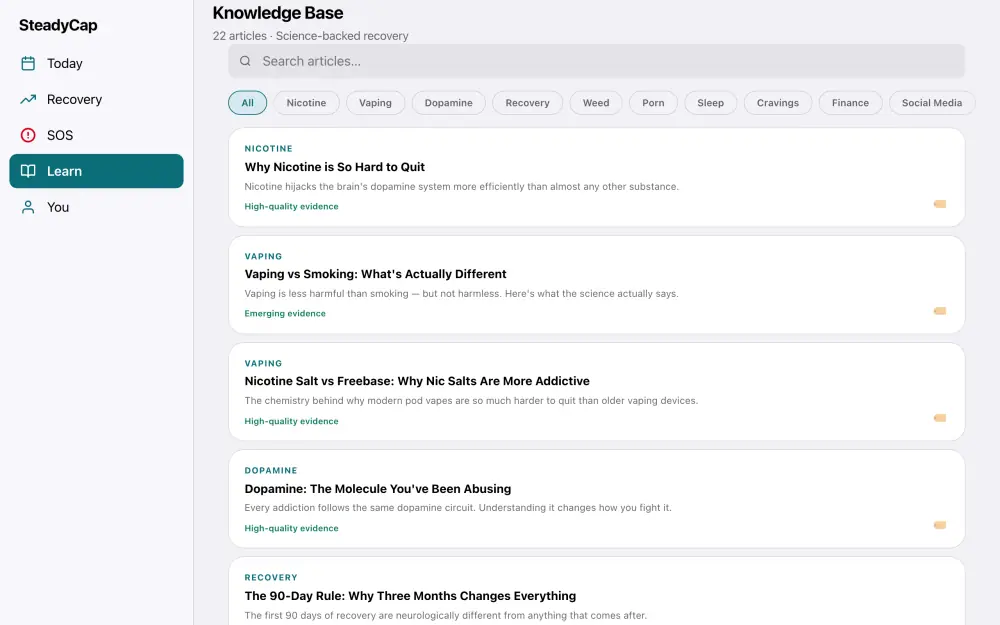 SteadyCap
Today
Recovery
SOS
Learn
You
Knowledge Base
22 articles · Science-backed recovery
Search articles...
All
Nicotine
Vaping
Dopamine
Recovery
Weed
Porn
Sleep
Cravings
Finance
Social Media
NICOTINE
Why Nicotine is So Hard to Quit
Nicotine hijacks the brain's dopamine system more efficiently than almost any other substance.
High-quality evidence
VAPING
Vaping vs Smoking: What's Actually Different
Vaping is less harmful than smoking — but not harmless. Here's what the science actually says.
Emerging evidence
VAPING
Nicotine Salt vs Freebase: Why Nic Salts Are More Addictive
The chemistry behind why modern pod vapes are so much harder to quit than older vaping devices.
High-quality evidence
DOPAMINE
Dopamine: The Molecule You've Been Abusing
Every addiction follows the same dopamine circuit. Understanding it changes how you fight it.
High-quality evidence
RECOVERY
The 90-Day Rule: Why Three Months Changes Everything
The first 90 days of recovery are neurologically different from anything that comes after.